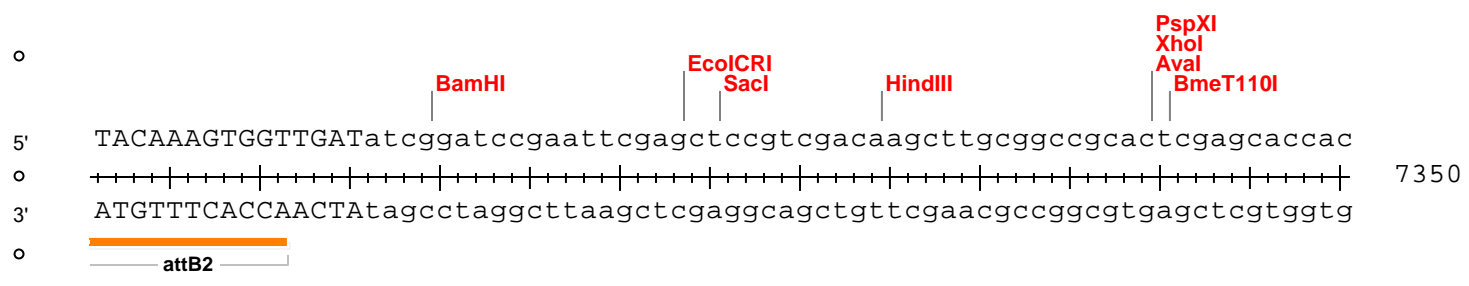 PspXI
XhoI
EcoICRI AvaI
BamHI SacI HindIII BmeT110I
5' TACAAAGTGGTTGATatcggatccgaattcgagctccgtcgacaagcttgcggccgcactcgagcaccac
7350
3' ATGTTTCACCAACTAtagcctaggcttaagctcgaggcagctgttcgaacgccggcgtgagctcgtggtg
attB2